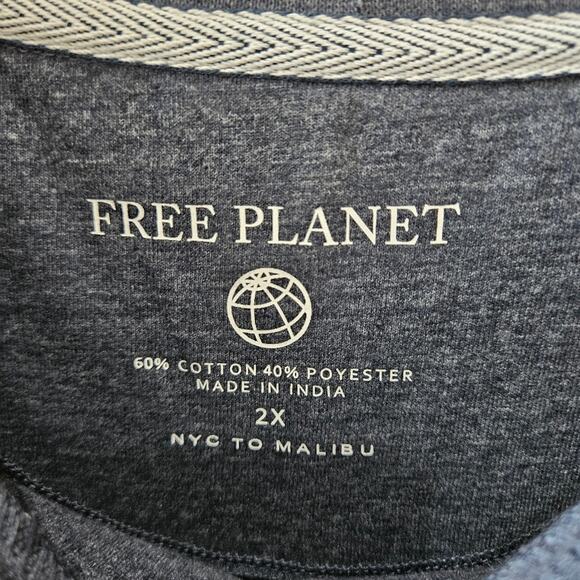 FREE PLANET
60% COTTON 40% POYESTER
MADE IN INDIA
2X
NYC TO MALIBU